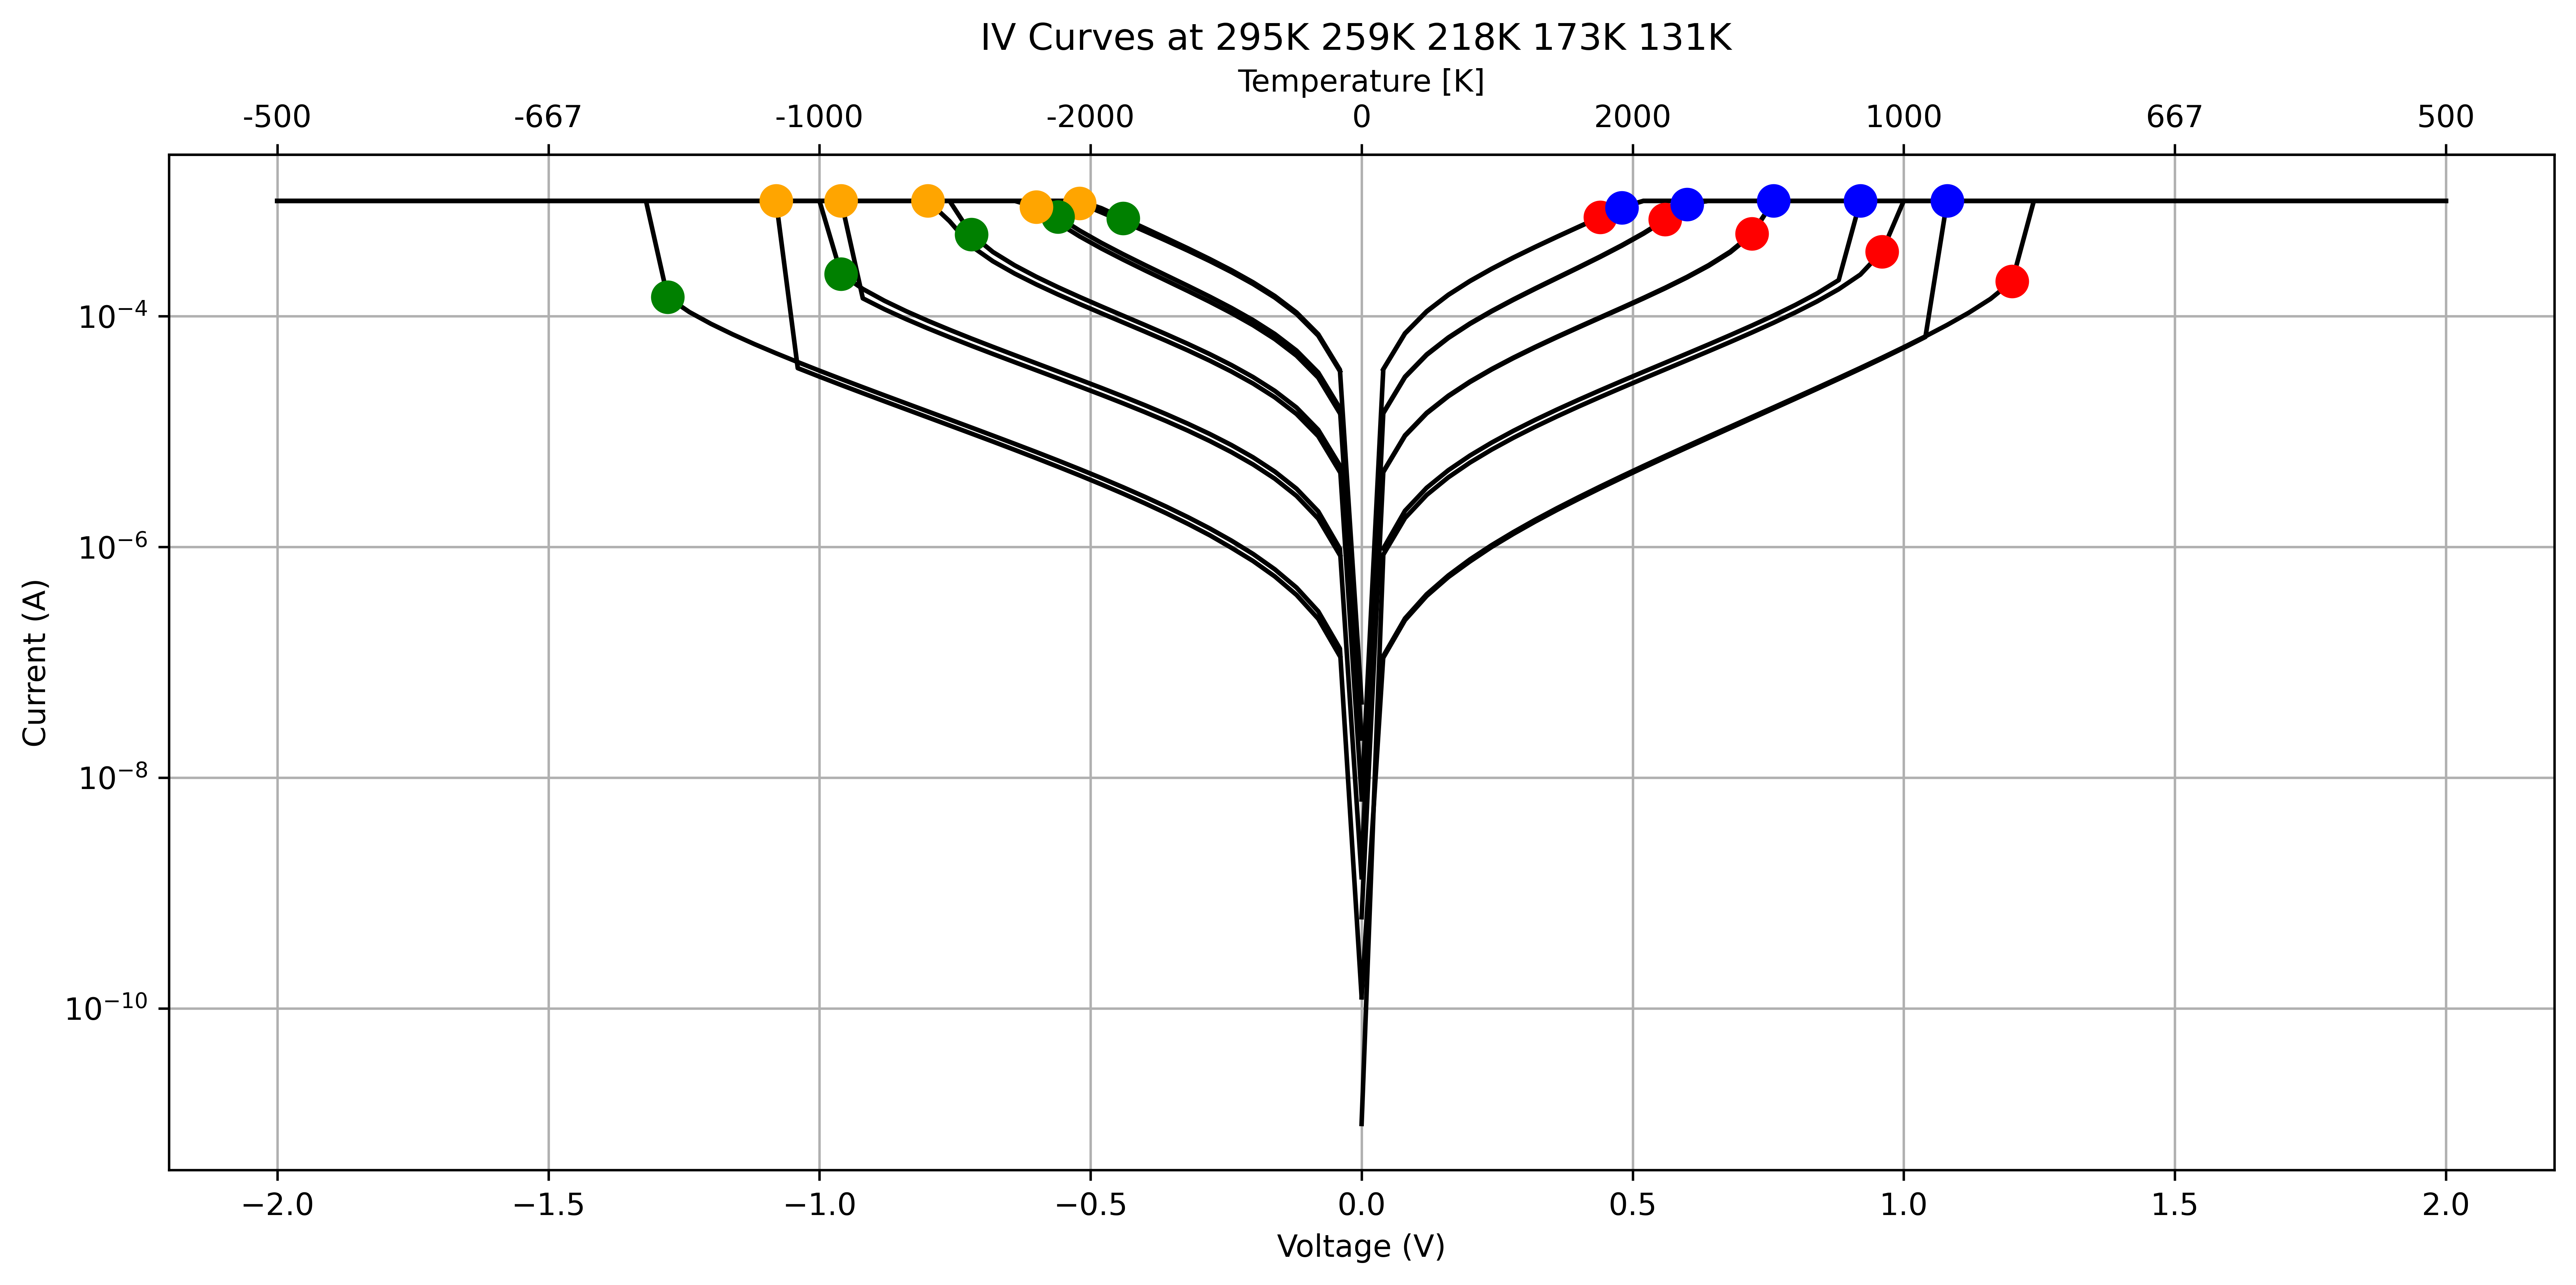 IV Curves at 295K 259K 218K 173K 131K
Temperature [K]
-500 -667 -1000 -2000 0 2000 1000 667 500
10⁻⁴
10⁻⁶
10⁻⁸
10⁻¹⁰
Current (A)
−2.0 −1.5 −1.0 −0.5 0.0 0.5 1.0 1.5 2.0
Voltage (V)